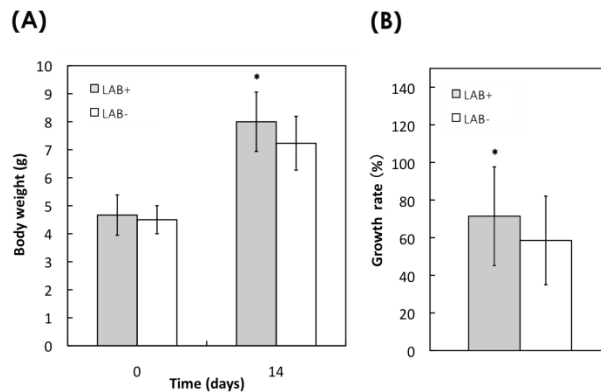 (A)
10
9
8
7
6
5
4
3
2
1
0
Body weight (g)
LAB+
LAB-
*
0
14
Time (days)
(B)
140
120
100
80
60
40
20
0
Growth rate (%)
LAB+
LAB-
*